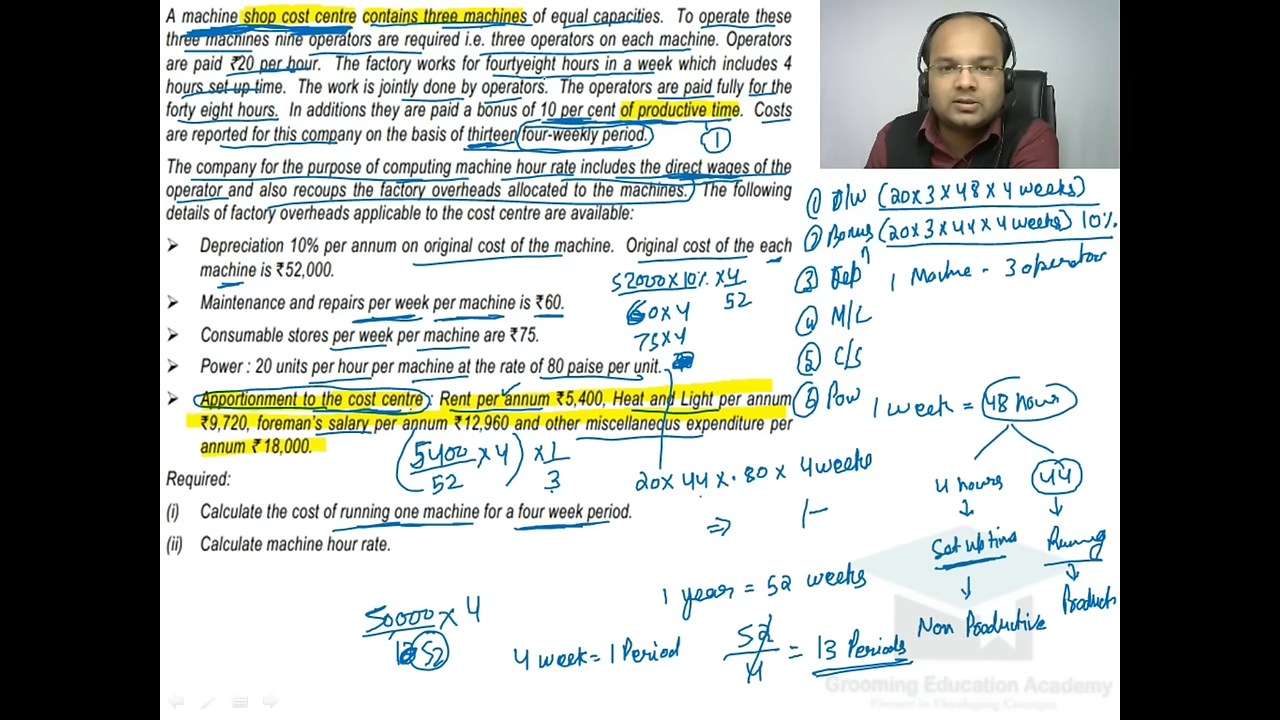 A machine shop cost centre contains three machines of equal capacities. To operate these
three machines nine operators are required i.e. three operators on each machine. Operators
are paid ₹20 per hour. The factory works for fourtyeight hours in a week which includes 4
hours set up time. The work is jointly done by operators. The operators are paid fully for the
forty eight hours. In additions they are paid a bonus of 10 per cent of productive time. Costs
are reported for this company on the basis of thirteen four-weekly period.
1
The company for the purpose of computing machine hour rate includes the direct wages of the
operator and also recoups the factory overheads allocated to the machines. The following
details of factory overheads applicable to the cost centre are available:
➤ Depreciation 10% per annum on original cost of the machine. Original cost of the each
machine is ₹52,000.
➤ Maintenance and repairs per week per machine is ₹60.
➤ Consumable stores per week per machine are ₹75.
➤ Power : 20 units per hour per machine at the rate of 80 paise per unit.
➤ Apportionment to the cost centre : Rent per annum ₹5,400, Heat and Light per annum
₹9,720, foreman's salary per annum ₹12,960 and other miscellaneous expenditure per
annum ₹18,000.
Required:
(i) Calculate the cost of running one machine for a four week period.
(ii) Calculate machine hour rate.
52000 x 10% x 4
52
60 x 4
75 x 4
(5400 x 4) x 1
52 3
20 x 44 x .80 x 4 weeks
⇒ 1-
① D/W (20 x 3 x 48 x 4 weeks)
② Bonus (20 x 3 x 44 x 4 weeks) 10%
③ Dep 1 Machine - 3 operator
④ M/L
⑤ C/S
⑥ Pow
1 week = 48 hour
4 hours 44
Set up time Running
Non Productive
1 year = 52 weeks
4 week = 1 Period 52 = 13 Periods
4
50000 x 4
52
Grooming Education Academy